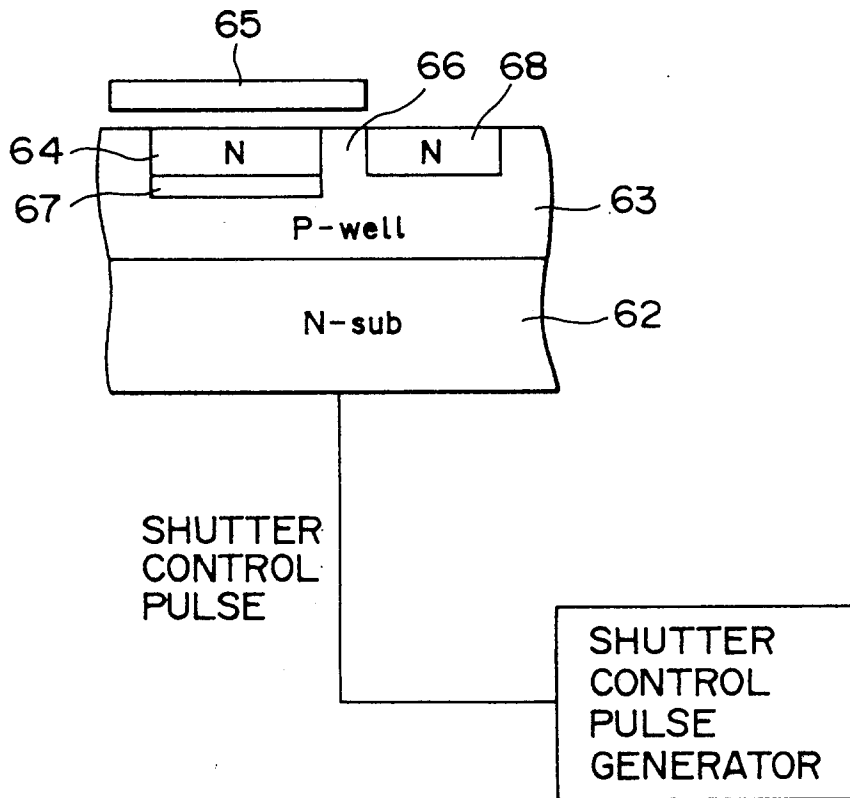 65
66
68
64
N
N
67
63
P-well
N-sub
62
SHUTTER
CONTROL
PULSE
SHUTTER
CONTROL
PULSE
GENERATOR